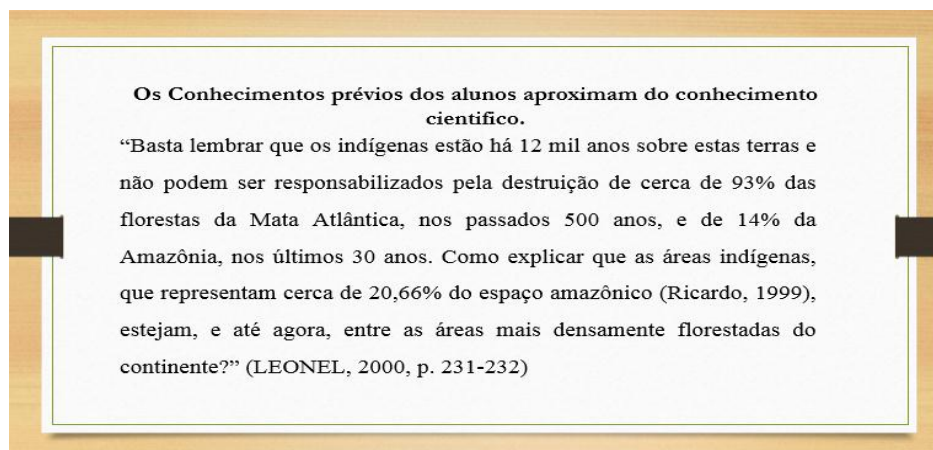 Os Conhecimentos prévios dos alunos aproximam do conhecimento
cientifico.
“Basta lembrar que os indígenas estão há 12 mil anos sobre estas terras e
não podem ser responsabilizados pela destruição de cerca de 93% das
florestas da Mata Atlântica, nos passados 500 anos, e de 14% da
Amazônia, nos últimos 30 anos. Como explicar que as áreas indígenas,
que representam cerca de 20,66% do espaço amazônico (Ricardo, 1999),
estejam, e até agora, entre as áreas mais densamente florestadas do
continente?” (LEONEL, 2000, p. 231-232)